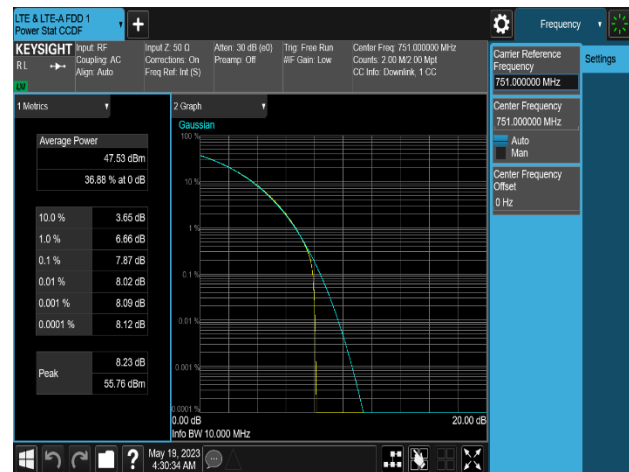 LTE & LTE-A FDD 1
Power Stat CCDF
Frequency
KEYSIGHT
RL
Input: RF
Coupling: AC
Align: Auto
Input Z: 50 Ω
Corrections: On
Freq Ref: Int (S)
Atten: 30 dB (e0)
Preamp: Off
Trig: Free Run
#IF Gain: Low
Center Freq: 751.000000 MHz
Counts: 2.00 M/2.00 Mpt
CC Info: Downlink, 1 CC
Carrier Reference
Frequency
751.000000 MHz
Settings
Center Frequency
751.000000 MHz
Auto
Man
Center Frequency
Offset
0 Hz
1 Metrics
Average Power
47.53 dBm
36.88 % at 0 dB
10.0 % 3.65 dB
1.0 % 6.66 dB
0.1 % 7.87 dB
0.01 % 8.02 dB
0.001 % 8.09 dB
0.0001 % 8.12 dB
Peak
8.23 dB
55.76 dBm
2 Graph
Gaussian
100 %
10 %
1 %
0.1 %
0.01 %
0.001 %
0.0001 %
0.00 dB
20.00 dB
Info BW 10.000 MHz
?
May 19, 2023
4:30:34 AM